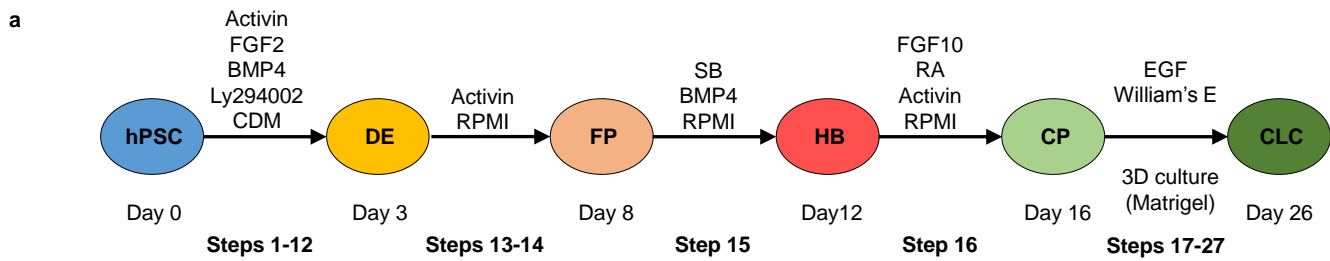 a
Activin
FGF2
BMP4
Ly294002
CDM
Activin
RPMI
SB
BMP4
RPMI
FGF10
RA
Activin
RPMI
EGF
William's E
hPSC
DE
FP
HB
CP
CLC
3D culture
(Matrigel)
Day 0
Day 3
Day 8
Day12
Day 16
Day 26
Steps 1-12
Steps 13-14
Step 15
Step 16
Steps 17-27